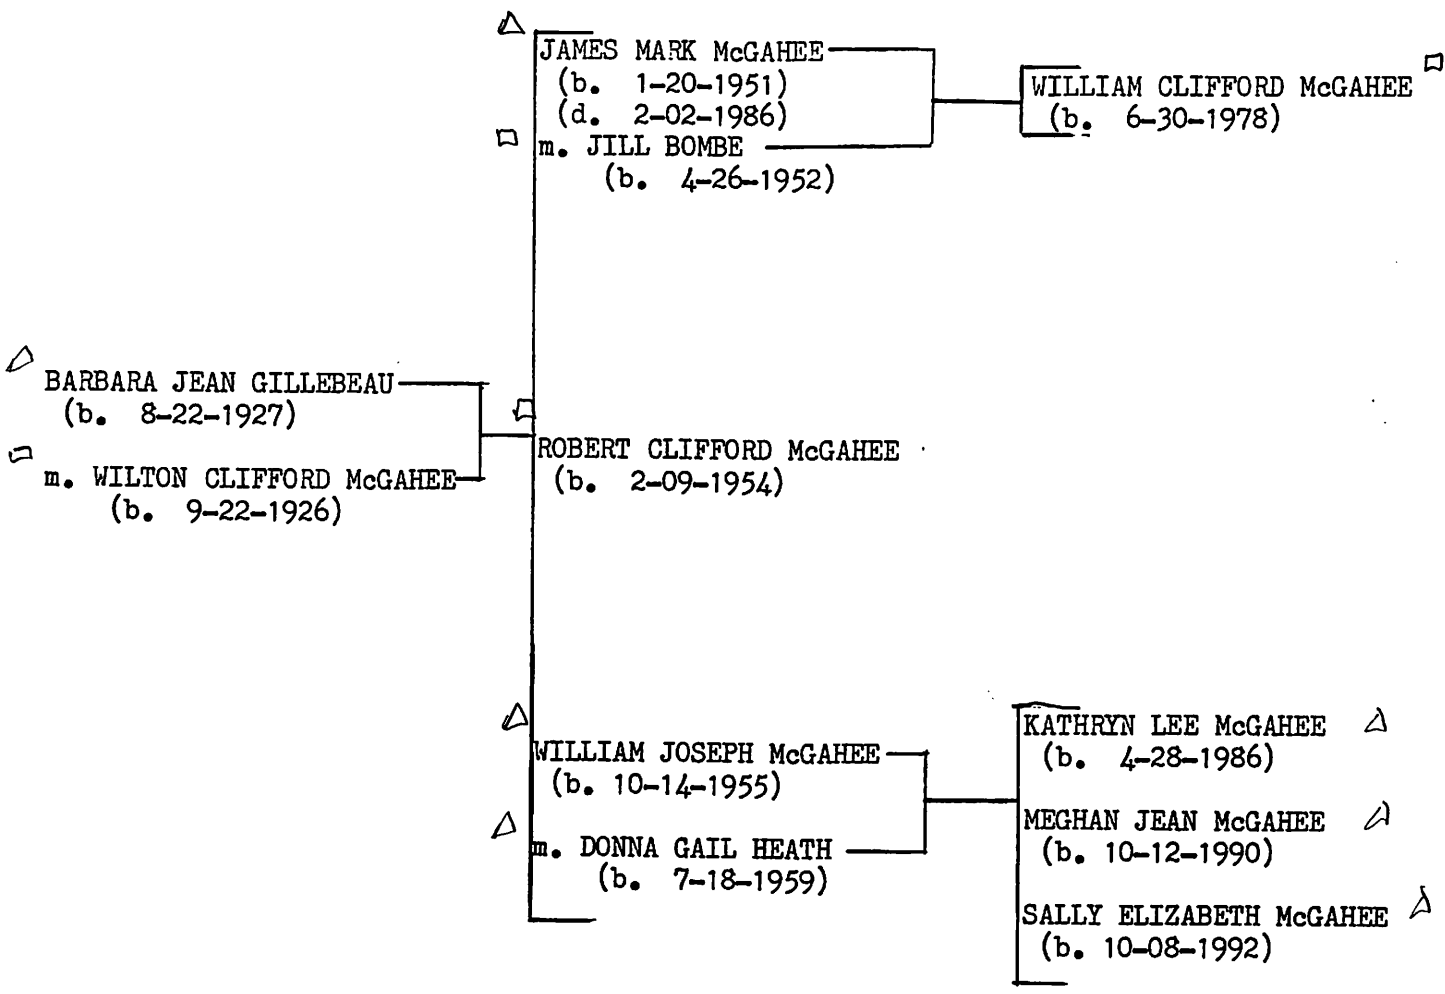 JAMES MARK McGAHEE
(b. 1-20-1951)
(d. 2-02-1986)
m. JILL BOMBE
(b. 4-26-1952)
WILLIAM CLIFFORD McGAHEE
(b. 6-30-1978)
BARBARA JEAN GILLEBEAU
(b. 8-22-1927)
m. WILTON CLIFFORD McGAHEE
(b. 9-22-1926)
ROBERT CLIFFORD McGAHEE
(b. 2-09-1954)
WILLIAM JOSEPH McGAHEE
(b. 10-14-1955)
m. DONNA GAIL HEATH
(b. 7-18-1959)
KATHRYN LEE McGAHEE
(b. 4-28-1986)
MEGHAN JEAN McGAHEE
(b. 10-12-1990)
SALLY ELIZABETH McGAHEE
(b. 10-08-1992)